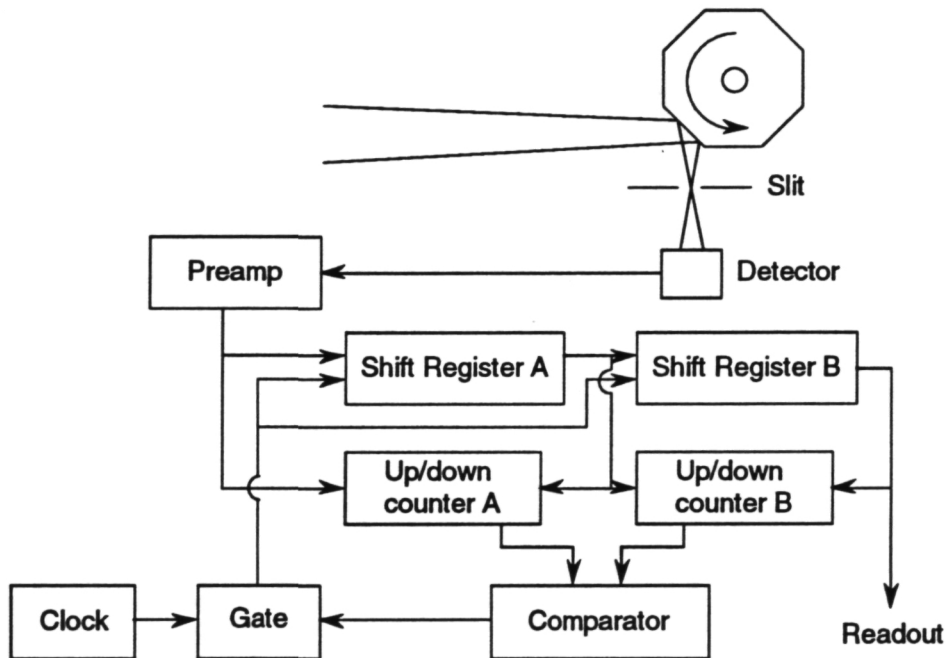 Slit
Preamp
Detector
Shift Register A
Shift Register B
Up/down
counter A
Up/down
counter B
Clock
Gate
Comparator
Readout